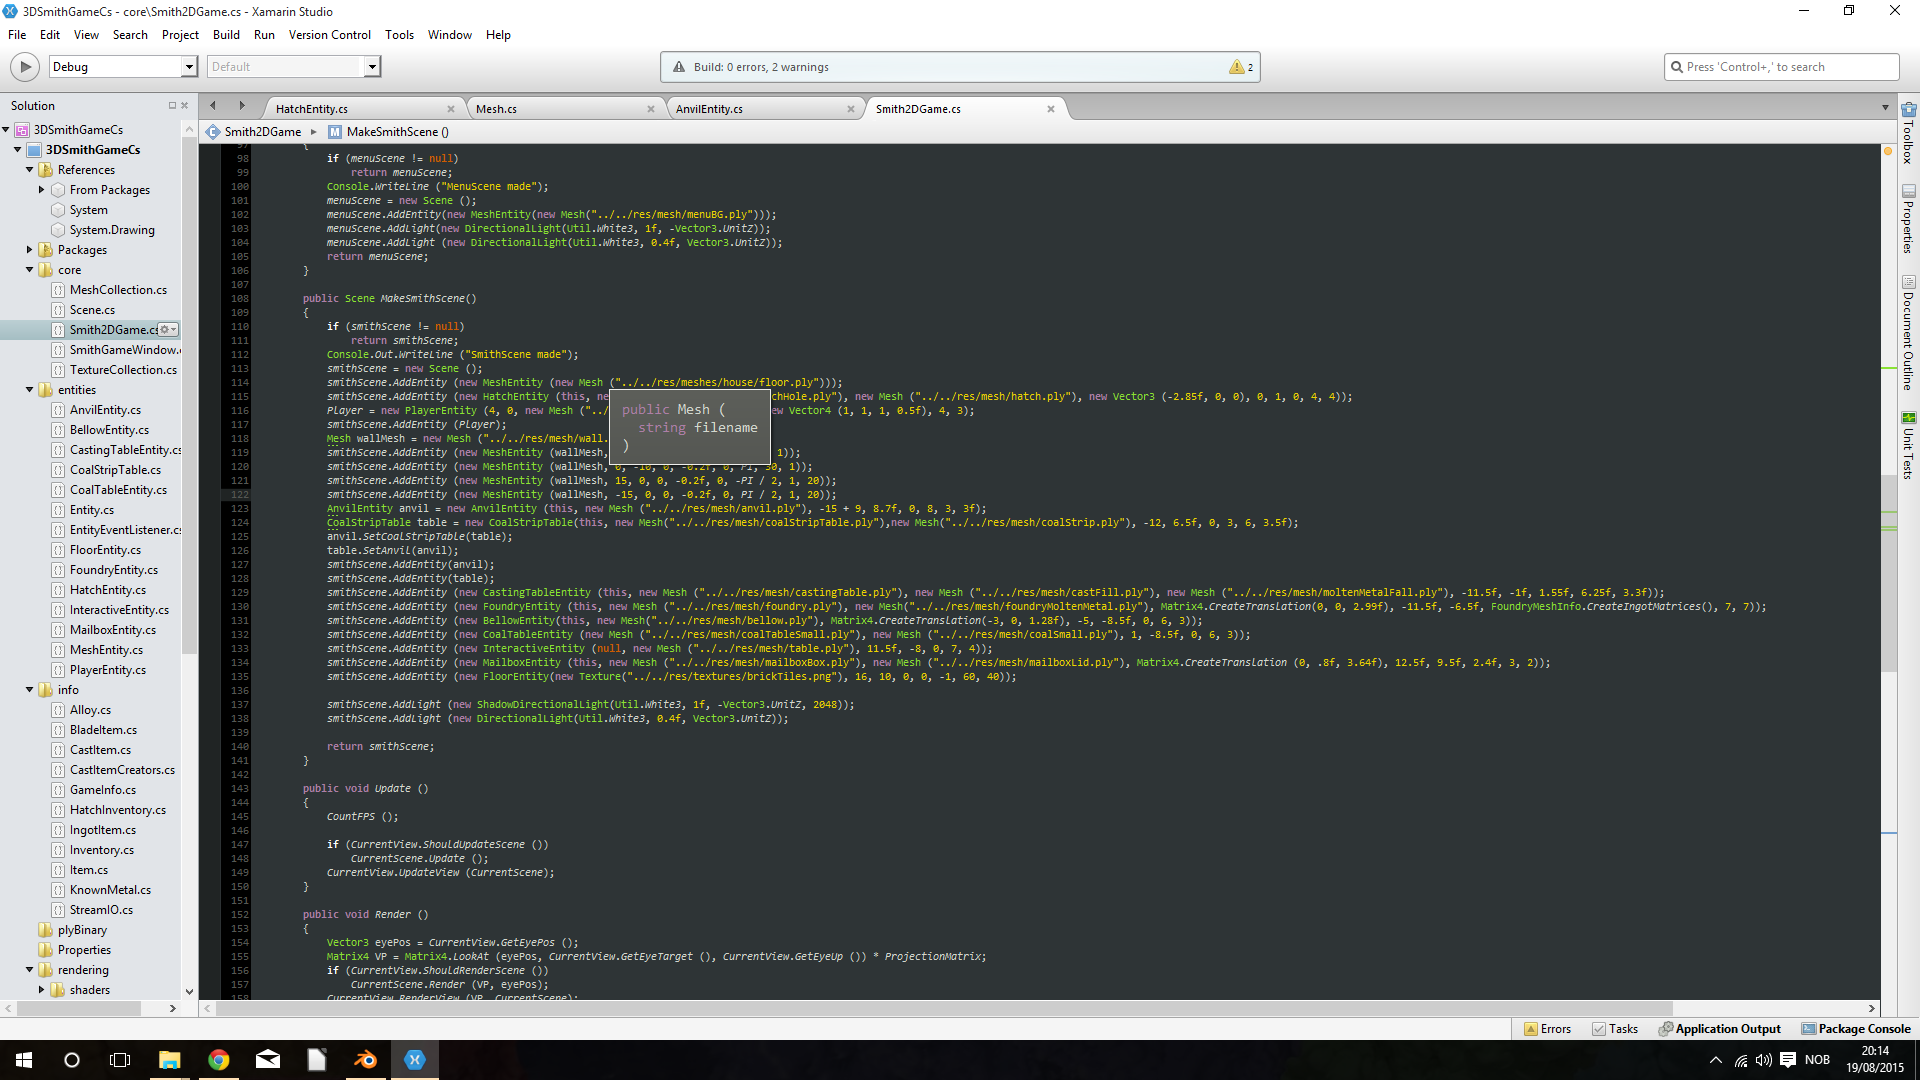 3DSmithGameCs - core\Smith2DGame.cs - Xamarin Studio
File Edit View Search Project Build Run Version Control Tools Window Help
Debug Default Build: 0 errors, 2 warnings 2 Press 'Control+,' to search
Solution
HatchEntity.cs Mesh.cs AnvilEntity.cs Smith2DGame.cs
Smith2DGame MakeSmithScene ()
3DSmithGameCs
3DSmithGameCs
References
From Packages
System
System.Drawing
Packages
core
MeshCollection.cs
Scene.cs
Smith2DGame.cs
SmithGameWindow.
TextureCollection.cs
entities
AnvilEntity.cs
BellowEntity.cs
CastingTableEntity.cs
CoalStripTable.cs
CoalTableEntity.cs
Entity.cs
EntityEventListener.cs
FloorEntity.cs
FoundryEntity.cs
HatchEntity.cs
InteractiveEntity.cs
MailboxEntity.cs
MeshEntity.cs
PlayerEntity.cs
info
Alloy.cs
BladeItem.cs
CastItem.cs
CastItemCreators.cs
GameInfo.cs
HatchInventory.cs
IngotItem.cs
Inventory.cs
Item.cs
KnownMetal.cs
StreamIO.cs
plyBinary
Properties
rendering
shaders
97 {
98 if (menuScene != null)
99 return menuScene;
100 Console.WriteLine ("MenuScene made");
101 menuScene = new Scene ();
102 menuScene.AddEntity(new MeshEntity(new Mesh("../../res/mesh/menuBG.ply")));
103 menuScene.AddLight(new DirectionalLight(Util.White3, 1f, -Vector3.UnitZ));
104 menuScene.AddLight (new DirectionalLight(Util.White3, 0.4f, Vector3.UnitZ));
105 return menuScene;
106 }
107
108 public Scene MakeSmithScene()
109 {
110 if (smithScene != null)
111 return smithScene;
112 Console.Out.WriteLine ("SmithScene made");
113 smithScene = new Scene ();
114 smithScene.AddEntity (new MeshEntity (new Mesh ("../../res/meshes/house/floor.ply")));
115 smithScene.AddEntity (new HatchEntity (this, ne chHole.ply"), new Mesh ("../../res/mesh/hatch.ply"), new Vector3 (-2.85f, 0, 0), 0, 1, 0, 4, 4));
116 Player = new PlayerEntity (4, 0, new Mesh ("../ ew Vector4 (1, 1, 1, 0.5f), 4, 3);
117 smithScene.AddEntity (Player);
118 Mesh wallMesh = new Mesh ("../../res/mesh/wall.
119 smithScene.AddEntity (new MeshEntity (wallMesh, 1));
120 smithScene.AddEntity (new MeshEntity (wallMesh, 0, -10, 0, -0.2f, 0, PI, 30, 1));
121 smithScene.AddEntity (new MeshEntity (wallMesh, 15, 0, 0, -0.2f, 0, -PI / 2, 1, 20));
122 smithScene.AddEntity (new MeshEntity (wallMesh, -15, 0, 0, -0.2f, 0, PI / 2, 1, 20));
123 AnvilEntity anvil = new AnvilEntity (this, new Mesh ("../../res/mesh/anvil.ply"), -15 + 9, 8.7f, 0, 8, 3, 3f);
124 CoalStripTable table = new CoalStripTable(this, new Mesh("../../res/mesh/coalStripTable.ply"),new Mesh("../../res/mesh/coalStrip.ply"), -12, 6.5f, 0, 3, 6, 3.5f);
125 anvil.SetCoalStripTable(table);
126 table.SetAnvil(anvil);
127 smithScene.AddEntity(anvil);
128 smithScene.AddEntity(table);
129 smithScene.AddEntity (new CastingTableEntity (this, new Mesh ("../../res/mesh/castingTable.ply"), new Mesh ("../../res/mesh/castFill.ply"), new Mesh ("../../res/mesh/moltenMetalFall.ply"), -11.5f, -1f, 1.55f, 6.25f, 3.3f));
130 smithScene.AddEntity (new FoundryEntity (this, new Mesh ("../../res/mesh/foundry.ply"), new Mesh("../../res/mesh/foundryMoltenMetal.ply"), Matrix4.CreateTranslation(0, 0, 2.99f), -11.5f, -6.5f, FoundryMeshInfo.CreateIngotMatrices(), 7, 7));
131 smithScene.AddEntity (new BellowEntity(this, new Mesh("../../res/mesh/bellow.ply"), Matrix4.CreateTranslation(-3, 0, 1.28f), -5, -8.5f, 0, 6, 3));
132 smithScene.AddEntity (new CoalTableEntity (new Mesh ("../../res/mesh/coalTableSmall.ply"), new Mesh ("../../res/mesh/coalSmall.ply"), 1, -8.5f, 0, 6, 3));
133 smithScene.AddEntity (new InteractiveEntity (null, new Mesh ("../../res/mesh/table.ply"), 11.5f, -8, 0, 7, 4));
134 smithScene.AddEntity (new MailboxEntity (this, new Mesh ("../../res/mesh/mailboxBox.ply"), new Mesh ("../../res/mesh/mailboxLid.ply"), Matrix4.CreateTranslation (0, .8f, 3.64f), 12.5f, 9.5f, 2.4f, 3, 2));
135 smithScene.AddEntity (new FloorEntity(new Texture("../../res/textures/brickTiles.png"), 16, 10, 0, 0, -1, 60, 40));
136
137 smithScene.AddLight (new ShadowDirectionalLight(Util.White3, 1f, -Vector3.UnitZ, 2048));
138 smithScene.AddLight (new DirectionalLight(Util.White3, 0.4f, Vector3.UnitZ));
139
140 return smithScene;
141 }
142
143 public void Update ()
144 {
145 CountFPS ();
146
147 if (CurrentView.ShouldUpdateScene ())
148 CurrentScene.Update ();
149 CurrentView.UpdateView (CurrentScene);
150 }
151
152 public void Render ()
153 {
154 Vector3 eyePos = CurrentView.GetEyePos ();
155 Matrix4 VP = Matrix4.LookAt (eyePos, CurrentView.GetEyeTarget (), CurrentView.GetEyeUp ()) * ProjectionMatrix;
156 if (CurrentView.ShouldRenderScene ())
157 CurrentScene.Render (VP, eyePos);
158 CurrentView.RenderView (VP, CurrentScene);
public Mesh (
string filename
)
Toolbox
Properties
Document Outline
Unit Tests
Errors Tasks Application Output Package Console
NOB
20:14
19/08/2015